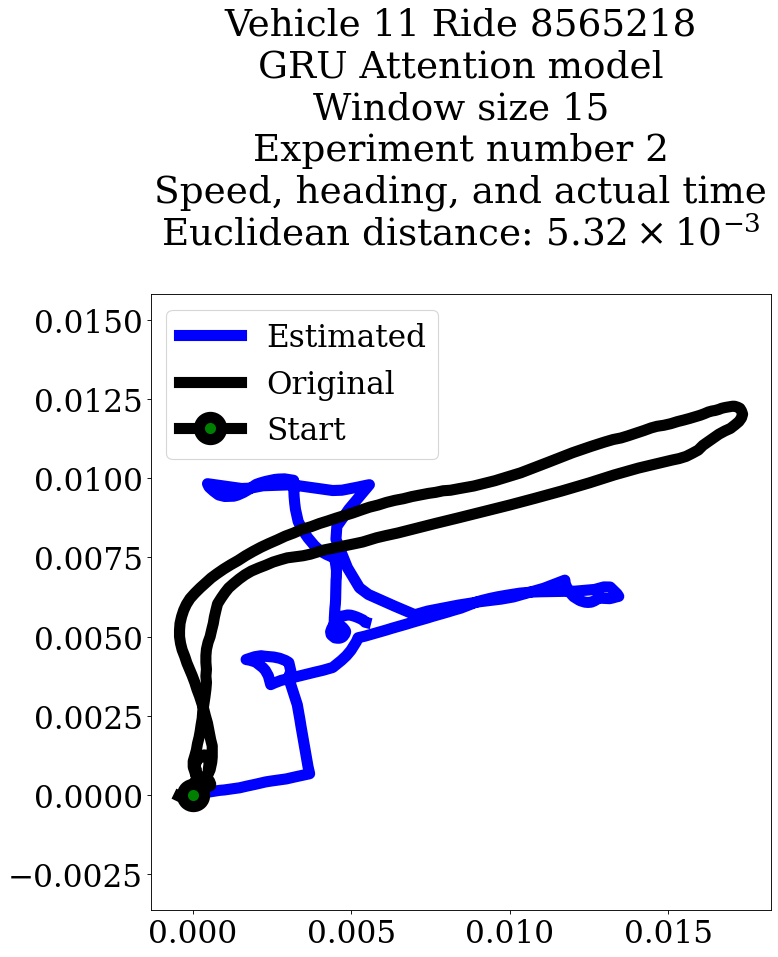 Vehicle 11 Ride 8565218
GRU Attention model
Window size 15
Experiment number 2
Speed, heading, and actual time
Euclidean distance: 5.32 × 10⁻³
Estimated
Original
Start
0.0150
0.0125
0.0100
0.0075
0.0050
0.0025
0.0000
−0.0025
0.000 0.005 0.010 0.015